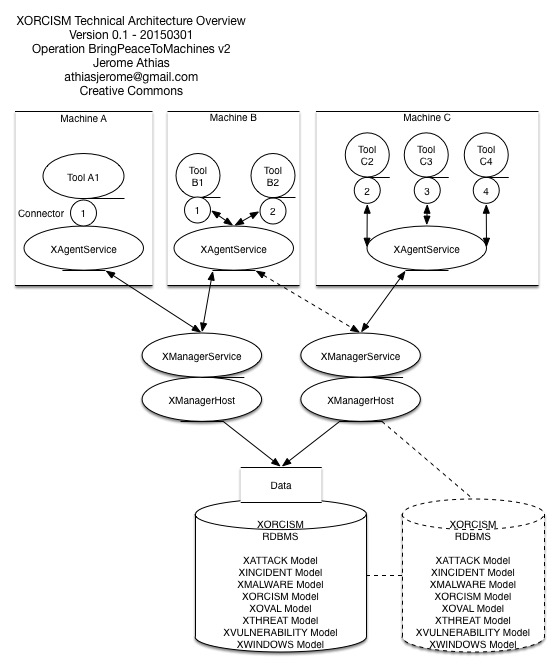 XORCISM Technical Architecture Overview
Version 0.1 - 20150301
Operation BringPeaceToMachines v2
Jerome Athias
athiasjerome@gmail.com
Creative Commons
Machine A
Machine B
Machine C
Tool A1
Tool
B1
Tool
B2
Tool
C2
Tool
C3
Tool
C4
Connector
1
1
2
2
3
4
XAgentService
XAgentService
XAgentService
XManagerService
XManagerService
XManagerHost
XManagerHost
Data
XORCISM
RDBMS
XATTACK Model
XINCIDENT Model
XMALWARE Model
XORCISM Model
XOVAL Model
XTHREAT Model
XVULNERABILITY Model
XWINDOWS Model
XORCISM
RDBMS
XATTACK Model
XINCIDENT Model
XMALWARE Model
XORCISM Model
XOVAL Model
XTHREAT Model
XVULNERABILITY Model
XWINDOWS Model